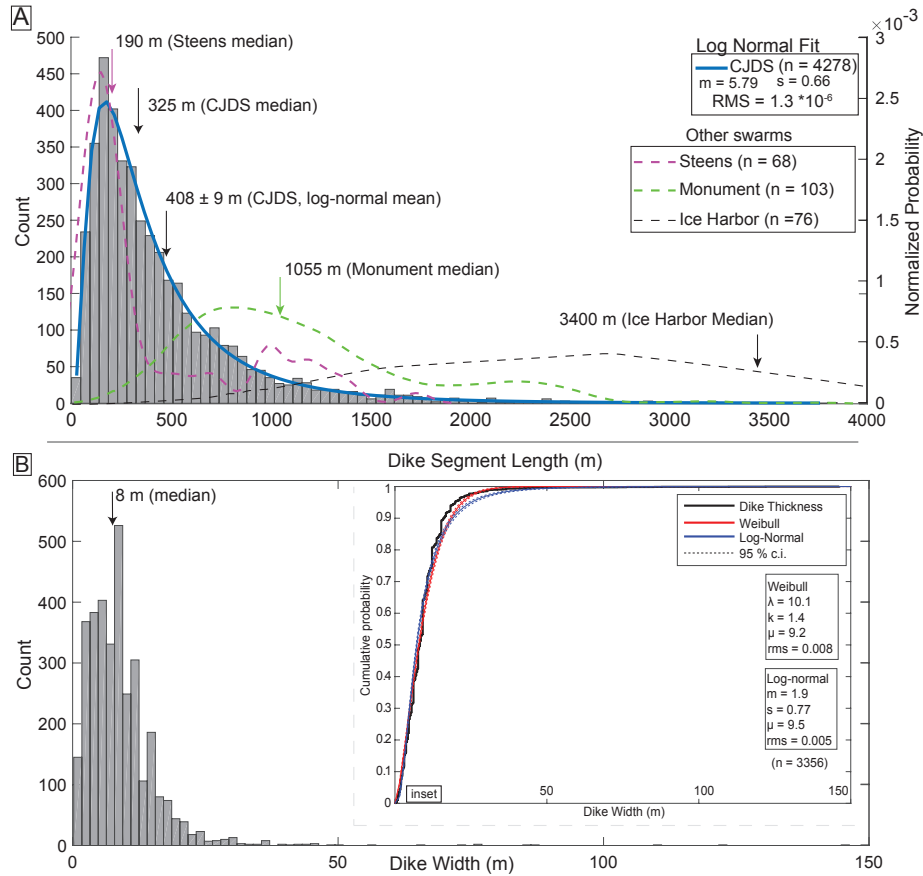 A
×10⁻³
500
450
400
350
300
250
200
150
100
50
0
Count
190 m (Steens median)
325 m (CJDS median)
408 ± 9 m (CJDS, log-normal mean)
1055 m (Monument median)
3400 m (Ice Harbor Median)
Log Normal Fit
CJDS (n = 4278)
m = 5.79 s = 0.66
RMS = 1.3 *10⁻⁶
Other swarms
Steens (n = 68)
Monument (n = 103)
Ice Harbor (n =76)
3
2.5
2
1.5
1
0.5
0
Normalized Probability
0 500 1000 1500 2000 2500 3000 3500 4000
Dike Segment Length (m)
B
600
500
400
300
200
100
0
Count
8 m (median)
1
0.9
0.8
0.7
0.6
0.5
0.4
0.3
0.2
0.1
0
Cumulative probability
Dike Thickness
Weibull
Log-Normal
95 % c.i.
Weibull
λ = 10.1
k = 1.4
μ = 9.2
rms = 0.008
Log-normal
m = 1.9
s = 0.77
μ = 9.5
rms = 0.005
(n = 3356)
inset
50 100 150
Dike Width (m)
0 50 100 150
Dike Width (m)